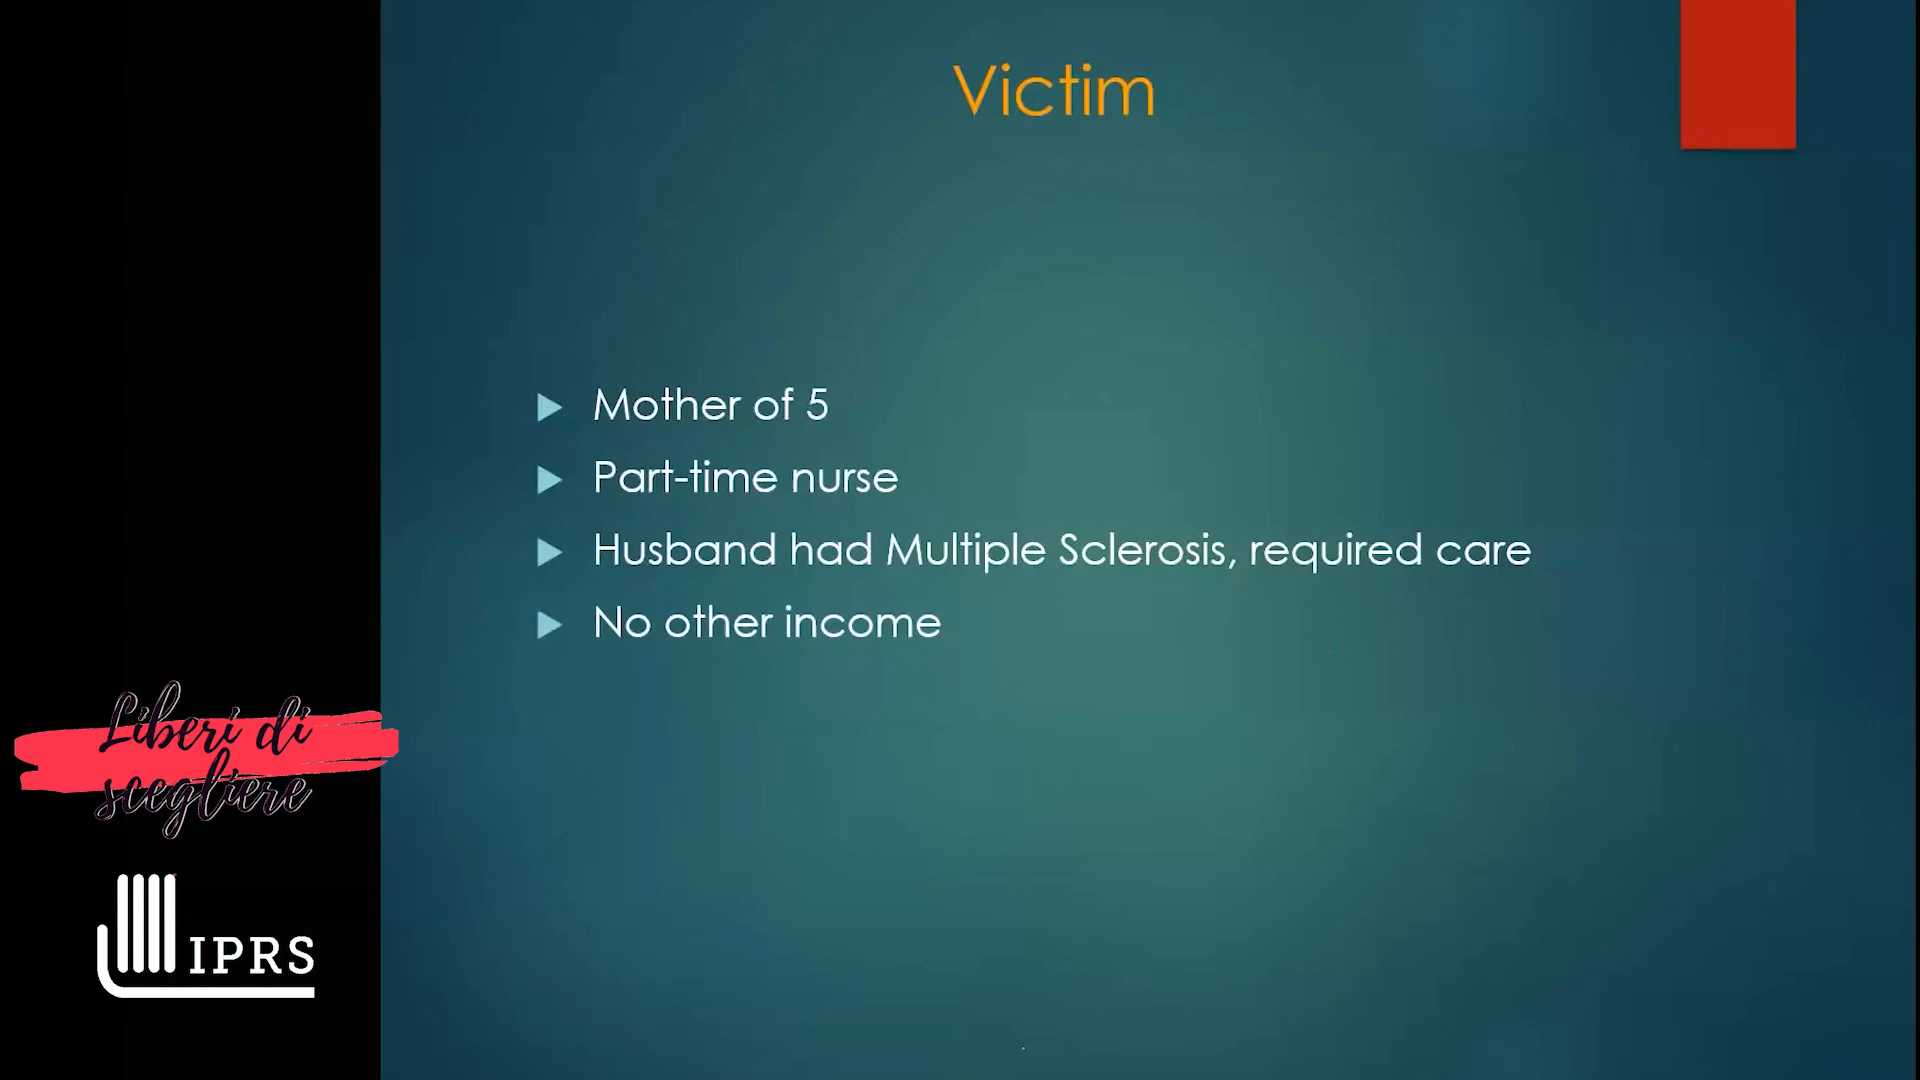 Victim
Mother of 5
Part-time nurse
Husband had Multiple Sclerosis, required care
No other income
Liberi di
scegliere
IPRS